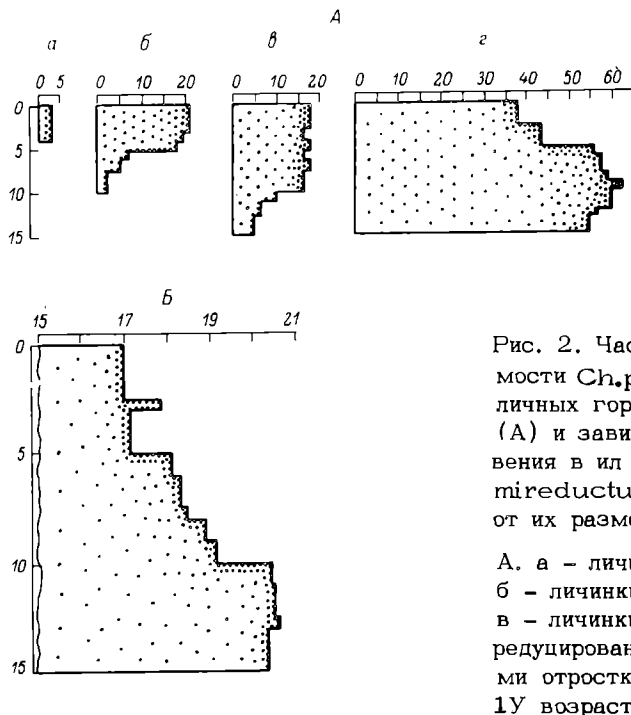 А
а б в г
0 5 0 10 20 0 10 20 0 10 20 30 35 40 50 60
0
5
10
15
Б
15 17 19 21
0
5
10
15
Рис. 2. Час
мости Ch.p
личных гор
(А) и зави
вения в ил
mireductu
от их разме
А. а - личи
б - личинки
в - личинки
редуцирован
ми отростк
1У возраст